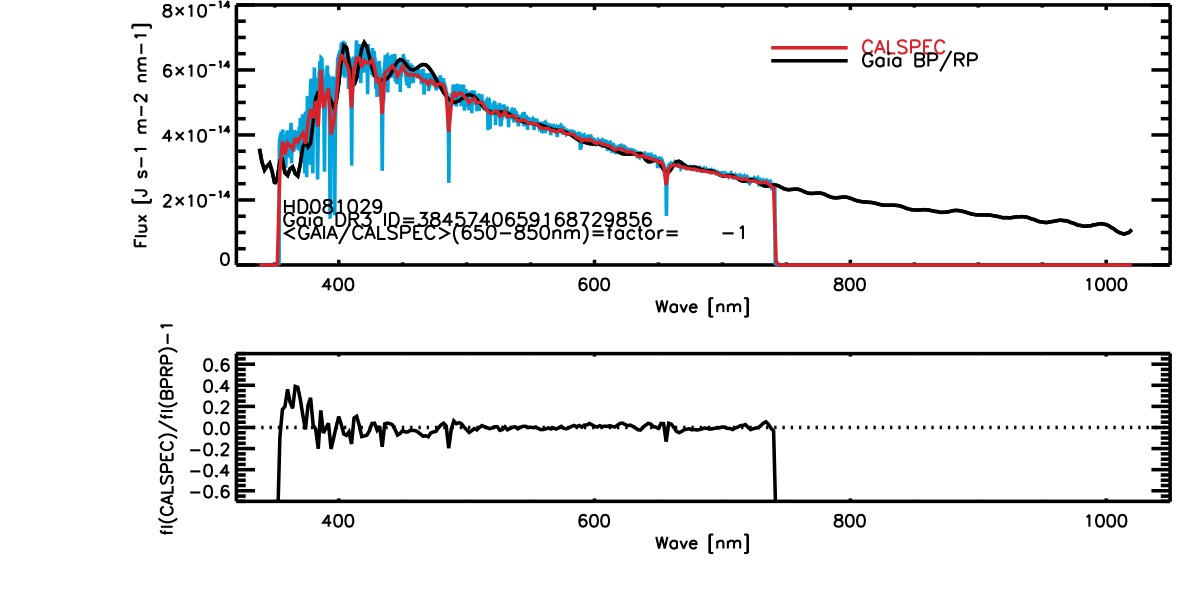 8×10⁻¹⁴
6×10⁻¹⁴
4×10⁻¹⁴
2×10⁻¹⁴
0
Flux [J s−1 m−2 nm−1]
CALSPEC
Gaia BP/RP
HD081029
Gaia DR3 ID=3845740659168729856
<GAIA/CALSPEC>(650−850nm)=factor= −1
400 600 800 1000
Wave [nm]
fl(CALSPEC)/fl(BPRP)−1
0.6
0.4
0.2
0.0
−0.2
−0.4
−0.6
400 600 800 1000
Wave [nm]